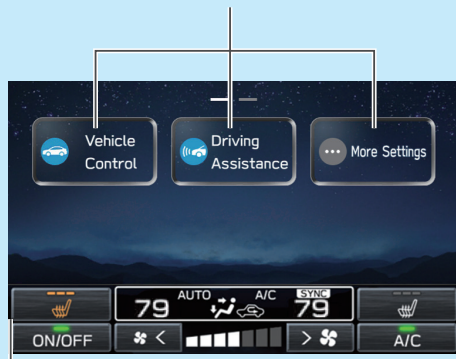 Vehicle
Control
Driving
Assistance
More Settings
79
AUTO
A/C
SYNC
79
ON/OFF
<
>
A/C